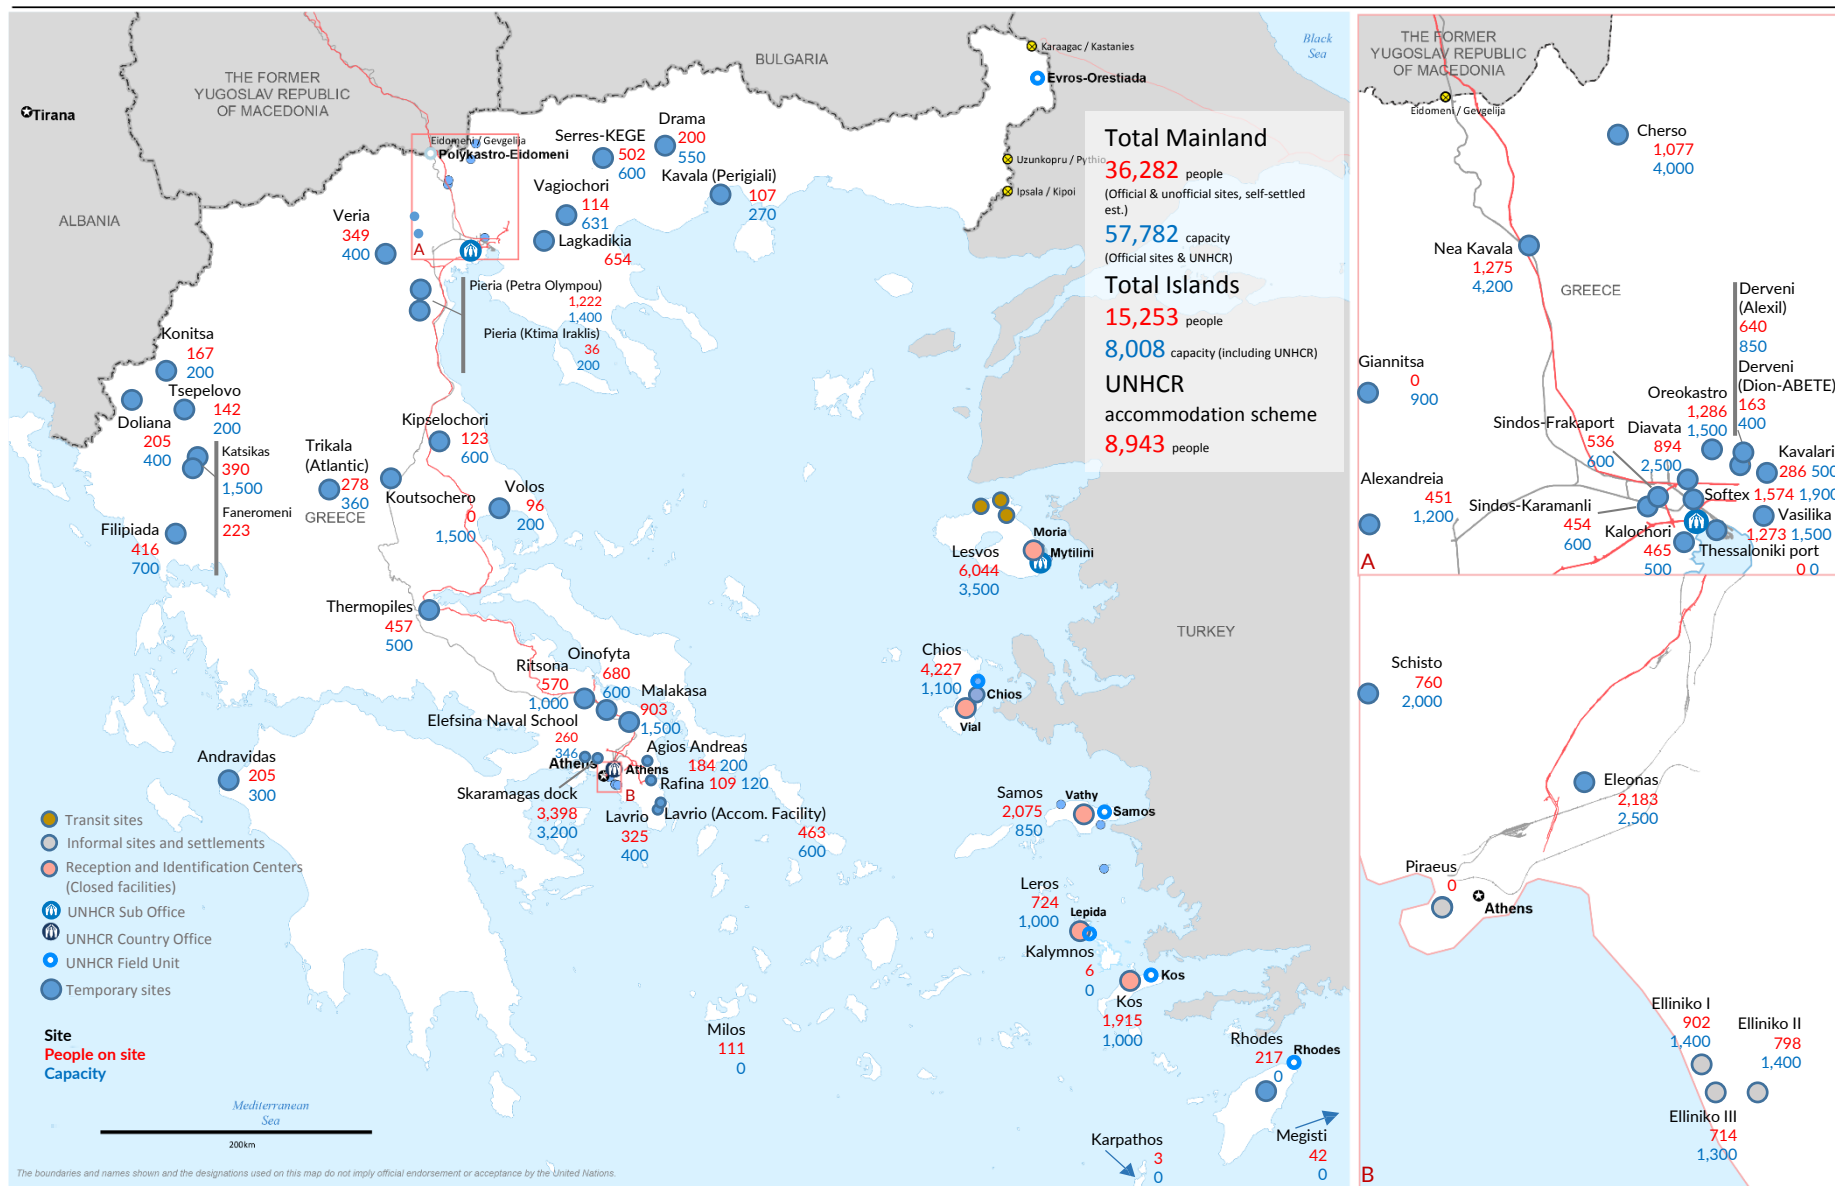 THE FORMER
YUGOSLAV REPUBLIC
OF MACEDONIA
BULGARIA
Black
Sea
Karaagac / Kastanies
Evros-Orestiada
Tirana
ALBANIA
Eidomeni / Gevgelija
Polykastro-Eidomeni
Serres-KEGE
502
600
Drama
200
550
Kavala (Perigiali)
107
270
Vagiochori
114
631
Lagkadikia
654
Uzunkopru / Pythio
Ipsala / Kipoi
Veria
349
400
A
Pieria (Petra Olympou)
1,222
1,400
Pieria (Ktima Iraklis)
36
200
Total Mainland
36,282 people
(Official & unofficial sites, self-settled
est.)
57,782 capacity
(Official sites & UNHCR)
Total Islands
15,253 people
8,008 capacity (including UNHCR)
UNHCR
accommodation scheme
8,943 people
Konitsa
167
200
Tsepelovo
142
200
Doliana
205
400
Katsikas
390
1,500
Faneromeni
223
Filipiada
416
700
Trikala
(Atlantic)
278
360
GREECE
Kipselochori
123
600
Koutsochero
0
1,500
Volos
96
200
Thermopiles
457
500
Ritsona
570
1,000
Oinofyta
680
600
Malakasa
903
1,500
Elefsina Naval School
260
346
Athens
Athens
B
Agios Andreas
184 200
Rafina 109 120
Skaramagas dock
3,398
3,200
Lavrio
325
400
Lavrio (Accom. Facility)
463
600
Andravidas
205
300
Moria
Mytilini
Lesvos
6,044
3,500
TURKEY
Chios
4,227
1,100
Chios
Vial
Samos
2,075
850
Vathy
Samos
Leros
724
1,000
Lepida
Kalymnos
6
0
Kos
Kos
1,915
1,000
Milos
111
0
Rhodes
217
0
Rhodes
Karpathos
3
0
Megisti
42
0
Transit sites
Informal sites and settlements
Reception and Identification Centers
(Closed facilities)
UNHCR Sub Office
UNHCR Country Office
UNHCR Field Unit
Temporary sites
Site
People on site
Capacity
Mediterranean
Sea
200km
The boundaries and names shown and the designations used on this map do not imply official endorsement or acceptance by the United Nations.
THE FORMER
YUGOSLAV REPUBLIC
OF MACEDONIA
Eidomeni / Gevgelija
Cherso
1,077
4,000
Nea Kavala
1,275
4,200
GREECE
Derveni
(Alexil)
640
850
Derveni
(Dion-ABETE)
163
400
Giannitsa
0
900
Oreokastro
1,286
1,500
Sindos-Frakaport
536
600
Diavata
894
2,500
Kavalari
286 500
Alexandreia
451
1,200
Softex 1,574 1,900
Sindos-Karamanli
454
600
Vasilika
1,273 1,500
Kalochori
465
500
Thessaloniki port
0 0
A
Schisto
760
2,000
Eleonas
2,183
2,500
Piraeus
0
Athens
Elliniko I
902
1,400
Elliniko II
798
1,400
Elliniko III
714
1,300
B